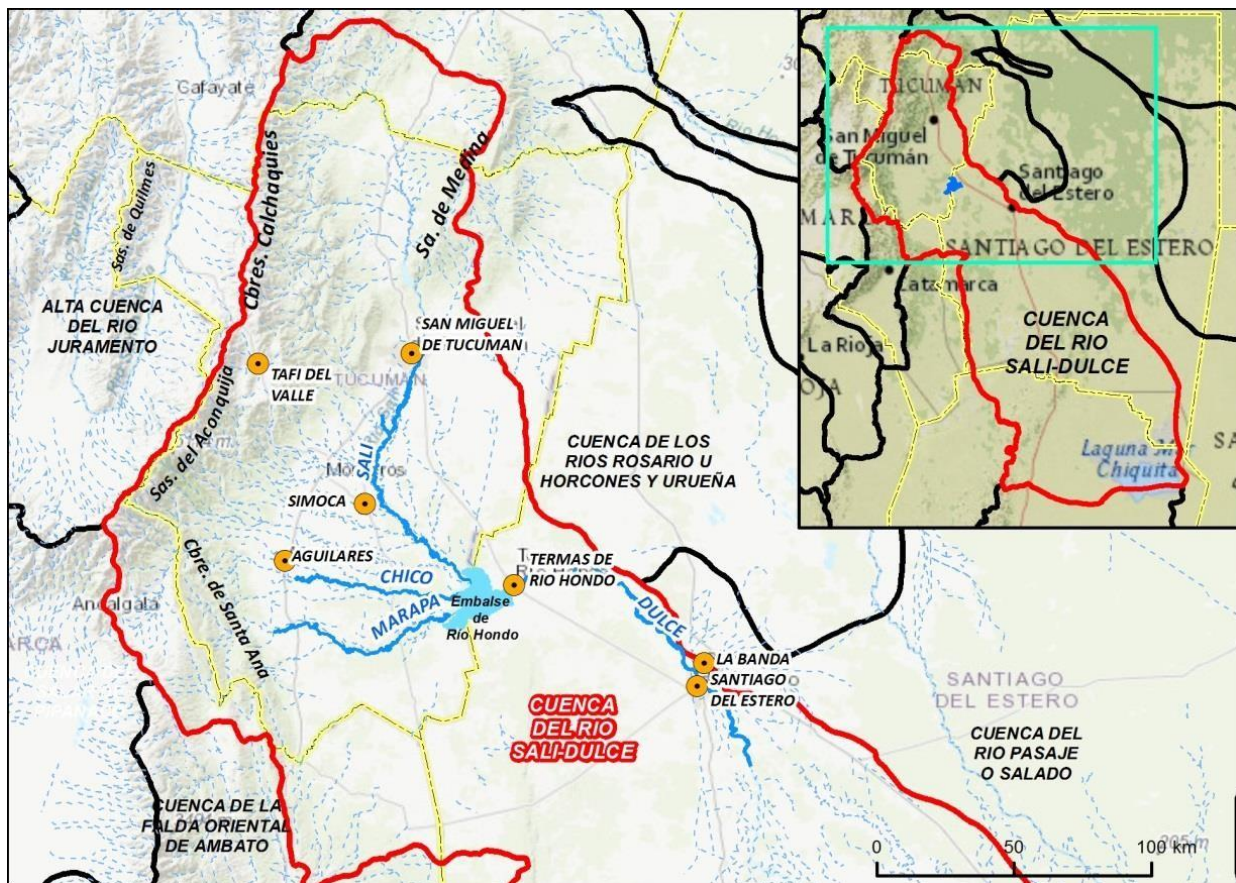 Cafayate
Cbres. Calchaquies
Sas. de Quilmes
Sa. de Medina
ALTA CUENCA
DEL RIO
JURAMENTO
SAN MIGUEL
DE TUCUMAN
TAFI DEL
VALLE
TUCUMÁN
Sas. del Aconquija
CUENCA DE LOS
RIOS ROSARIO U
HORCONES Y URUEÑA
SALI
SIMOCA
AGUILARES
CHICO
MARAPA
Embalse
de
Río Hondo
TERMAS DE
RIO HONDO
DULCE
Cbre. de Santa Ana
Andalgalá
LA BANDA
SANTIAGO
DEL ESTERO
SANTIAGO
DEL ESTERO
CUENCA
DEL RIO
SALI-DULCE
CUENCA DEL
RIO PASAJE
O SALADO
CUENCA DE LA
FALDA ORIENTAL
DE AMBATO
205 m
0 50 100 km
TUCUMAN
San Miguel
de Tucumán
Santiago
del Estero
SANTIAGO DEL ESTERO
Catamarca
La Rioja
CUENCA
DEL RIO
SALI-DULCE
Laguna Mar
Chiquita